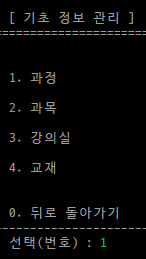 [ 기초 정보 관리 ]
====================
1. 과정
2. 과목
3. 강의실
4. 교재
0. 뒤로 돌아가기
--------------------
선택(번호) : 1